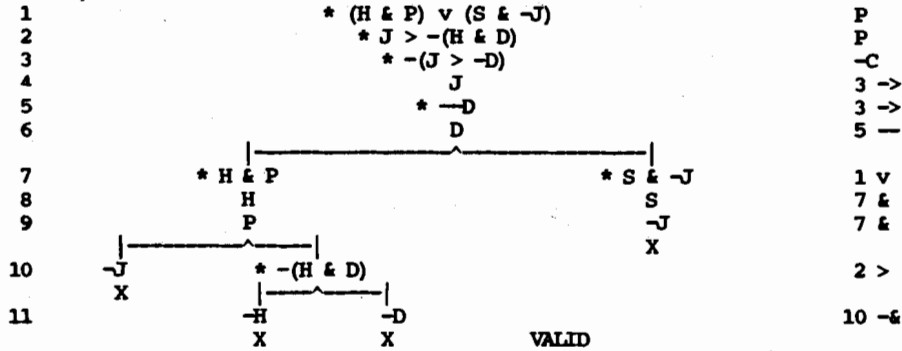 1 * (H & P) v (S & -J) P
2 * J > -(H & D) P
3 * -(J > -D) -C
4 J 3 ->
5 * --D 3 ->
6 D 5 --
7 * H & P * S & -J 1 v
8 H S 7 &
9 P -J 7 &
X
10 -J * -(H & D) 2 >
X
11 -H -D 10 -&
X X VALID